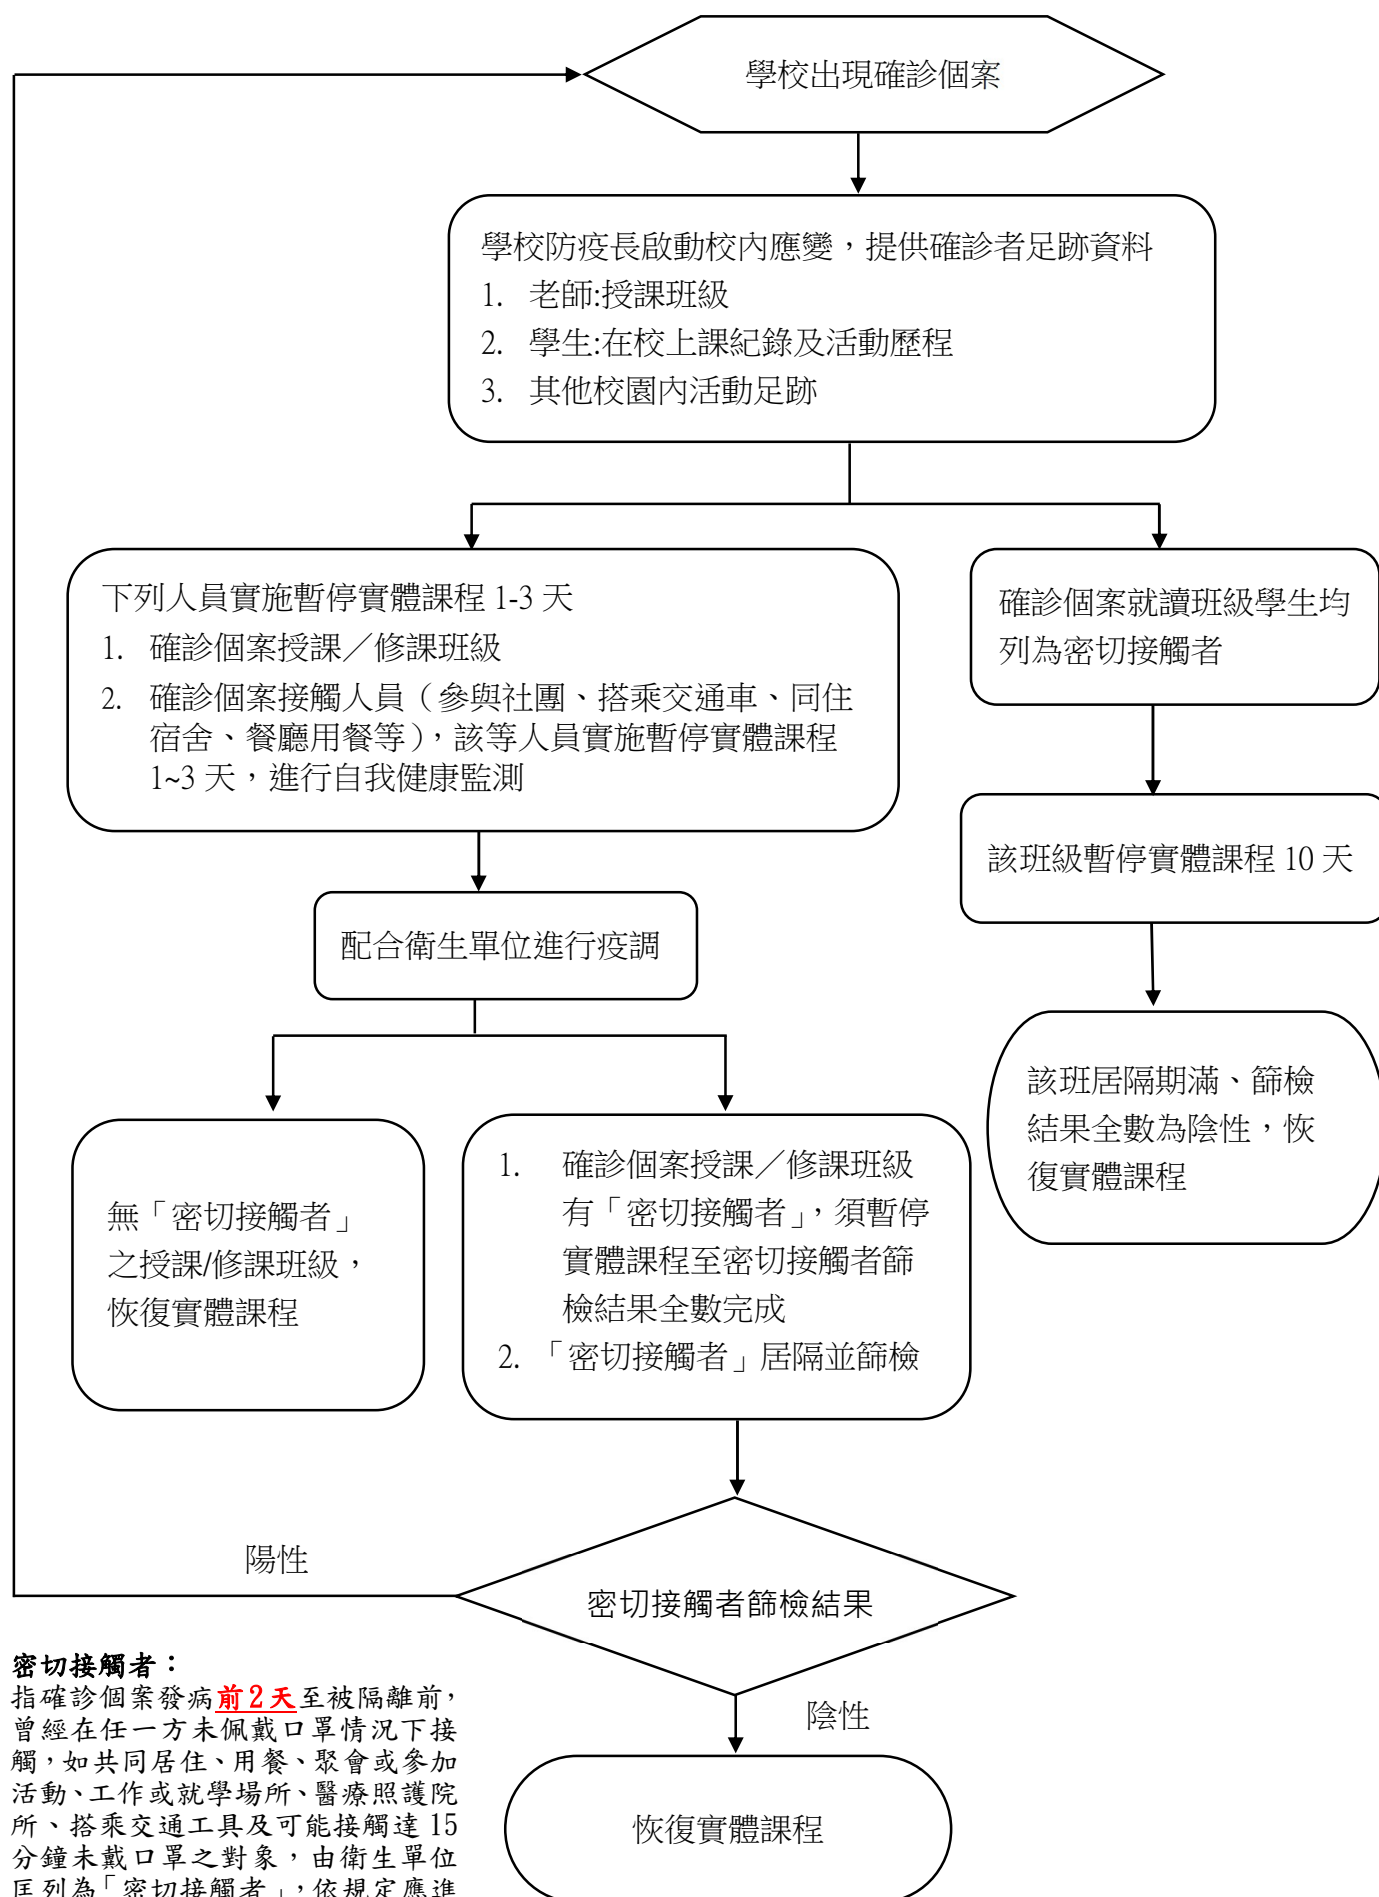 學校出現確診個案
學校防疫長啟動校內應變，提供確診者足跡資料
1. 老師:授課班級
2. 學生:在校上課紀錄及活動歷程
3. 其他校園內活動足跡
下列人員實施暫停實體課程 1-3 天
1. 確診個案授課／修課班級
2. 確診個案接觸人員（參與社團、搭乘交通車、同住
宿舍、餐廳用餐等），該等人員實施暫停實體課程
1~3 天，進行自我健康監測
確診個案就讀班級學生均
列為密切接觸者
該班級暫停實體課程 10 天
配合衛生單位進行疫調
該班居隔期滿、篩檢
結果全數為陰性，恢
復實體課程
無「密切接觸者」
之授課/修課班級，
恢復實體課程
1. 確診個案授課／修課班級
有「密切接觸者」，須暫停
實體課程至密切接觸者篩
檢結果全數完成
2. 「密切接觸者」居隔並篩檢
陽性
密切接觸者篩檢結果
陰性
恢復實體課程
密切接觸者：
指確診個案發病前2天至被隔離前，
曾經在任一方未佩戴口罩情況下接
觸，如共同居住、用餐、聚會或參加
活動、工作或就學場所、醫療照護院
所、搭乘交通工具及可能接觸達 15
分鐘未戴口罩之對象，由衛生單位
匡列為「密切接觸者」，依規定應進